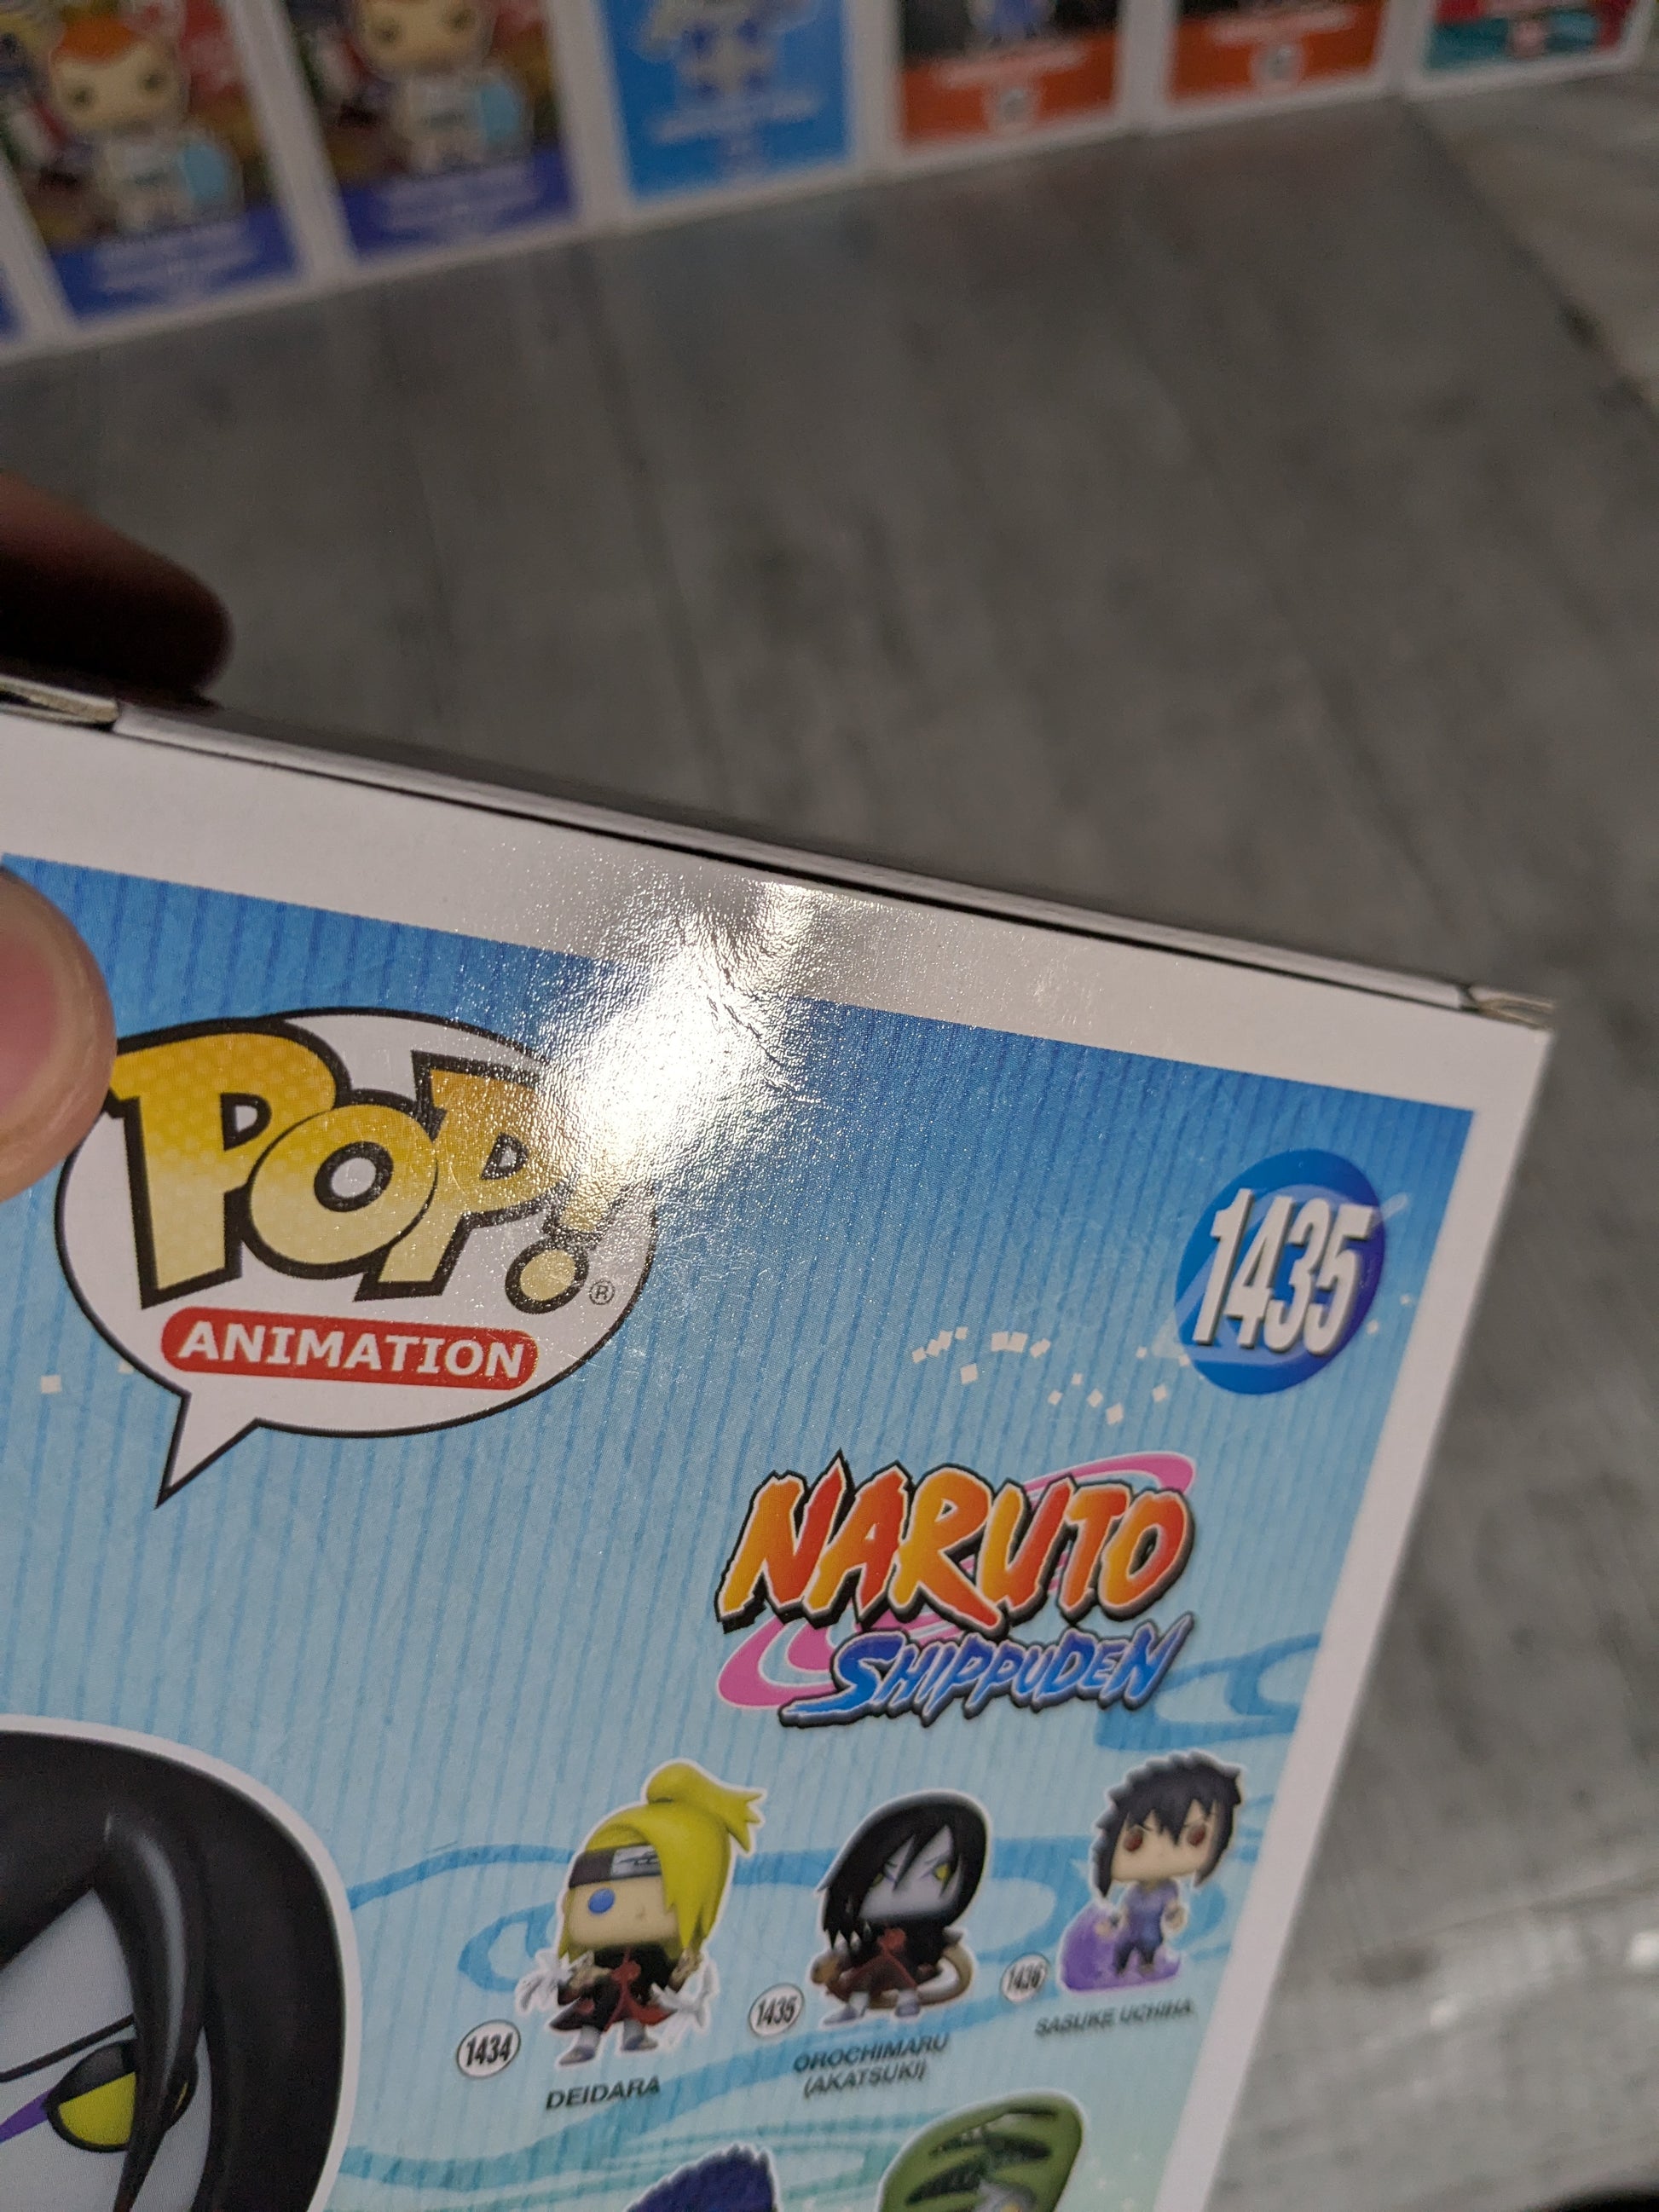 POP!®
ANIMATION
1435
NARUTO
SHIPPUDEN
1434
DEIDARA
1435
OROCHIMARU
(AKATSUKI)
1436
SASUKE UCHIHA